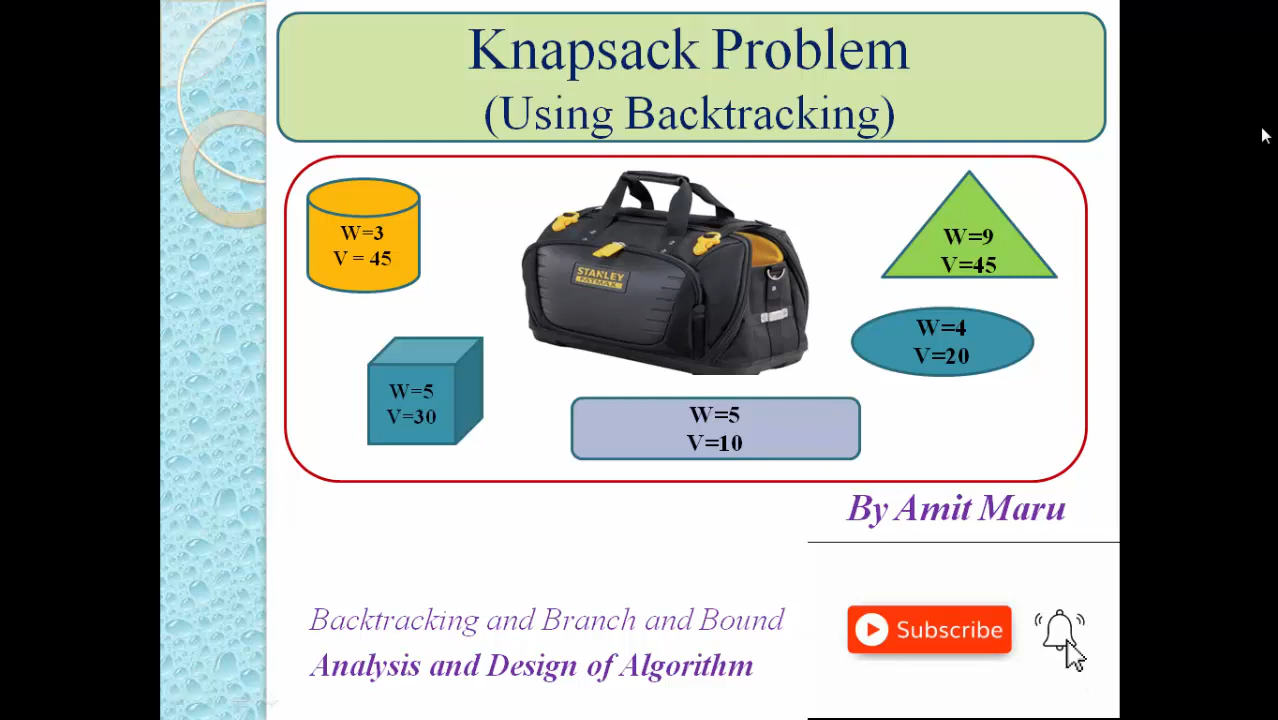 Knapsack Problem
(Using Backtracking)
W=3
V = 45
STANLEY
FATMAX
W=9
V=45
W=4
V=20
W=5
V=30
W=5
V=10
By Amit Maru
Backtracking and Branch and Bound
Analysis and Design of Algorithm
Subscribe